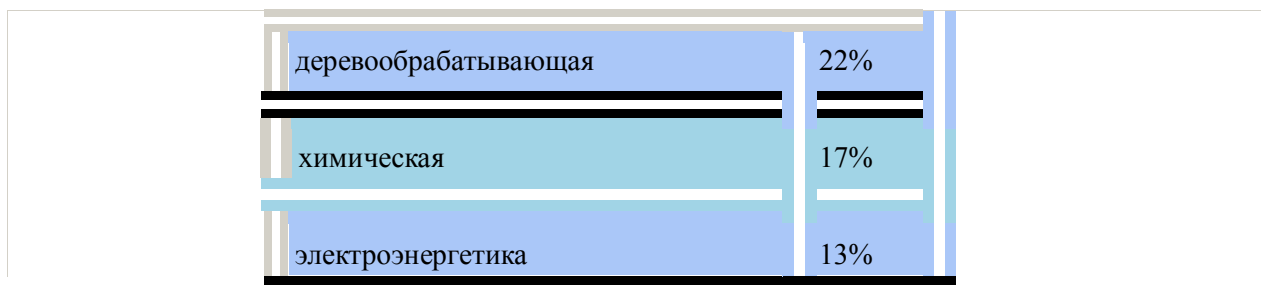 деревообрабатывающая 22%
химическая 17%
электроэнергетика 13%